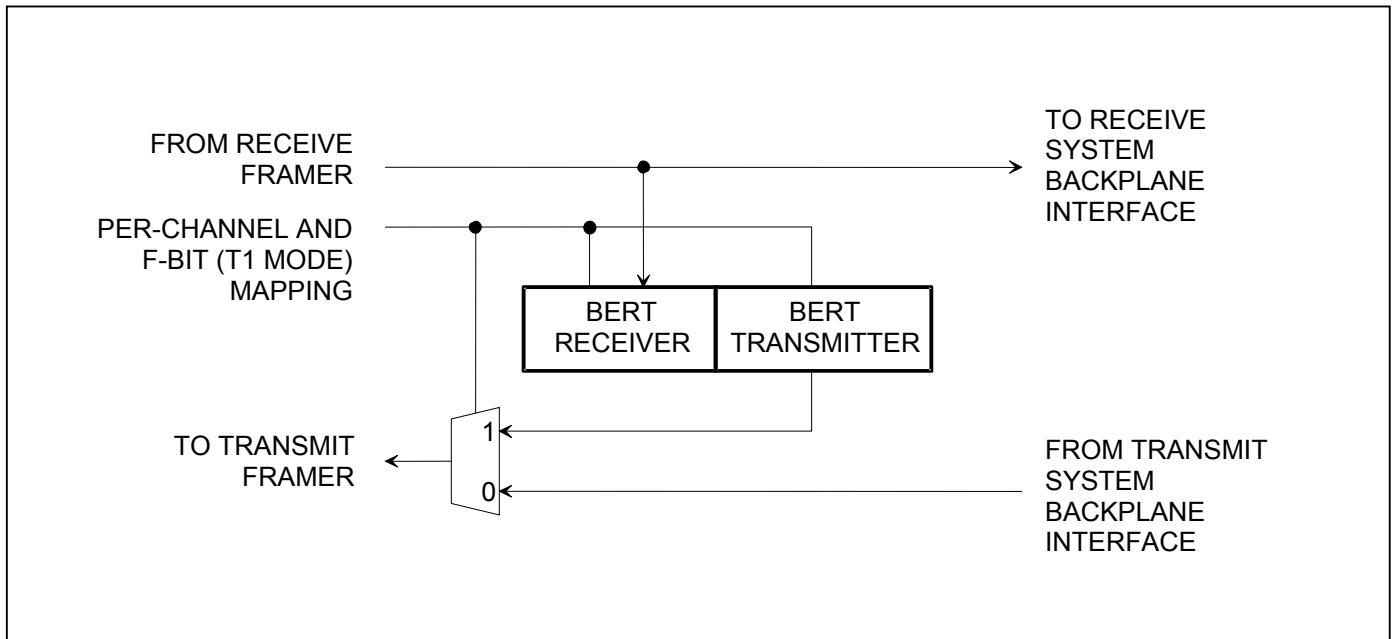 FROM RECEIVE
FRAMER
TO RECEIVE
SYSTEM
BACKPLANE
INTERFACE
PER-CHANNEL AND
F-BIT (T1 MODE)
MAPPING
BERT
RECEIVER
BERT
TRANSMITTER
1
0
TO TRANSMIT
FRAMER
FROM TRANSMIT
SYSTEM
BACKPLANE
INTERFACE